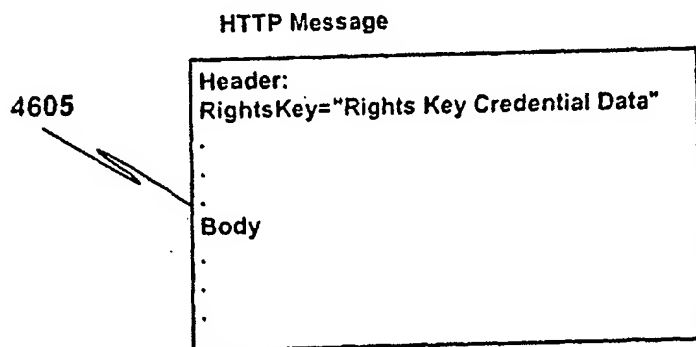 HTTP Message
4605
Header:
RightsKey="Rights Key Credential Data"
.
.
.
Body
.
.
.